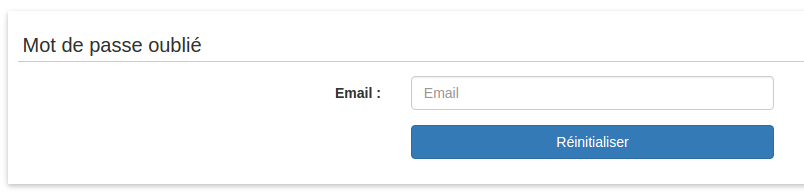 Mot de passe oublié
Email : Email
Réinitialiser